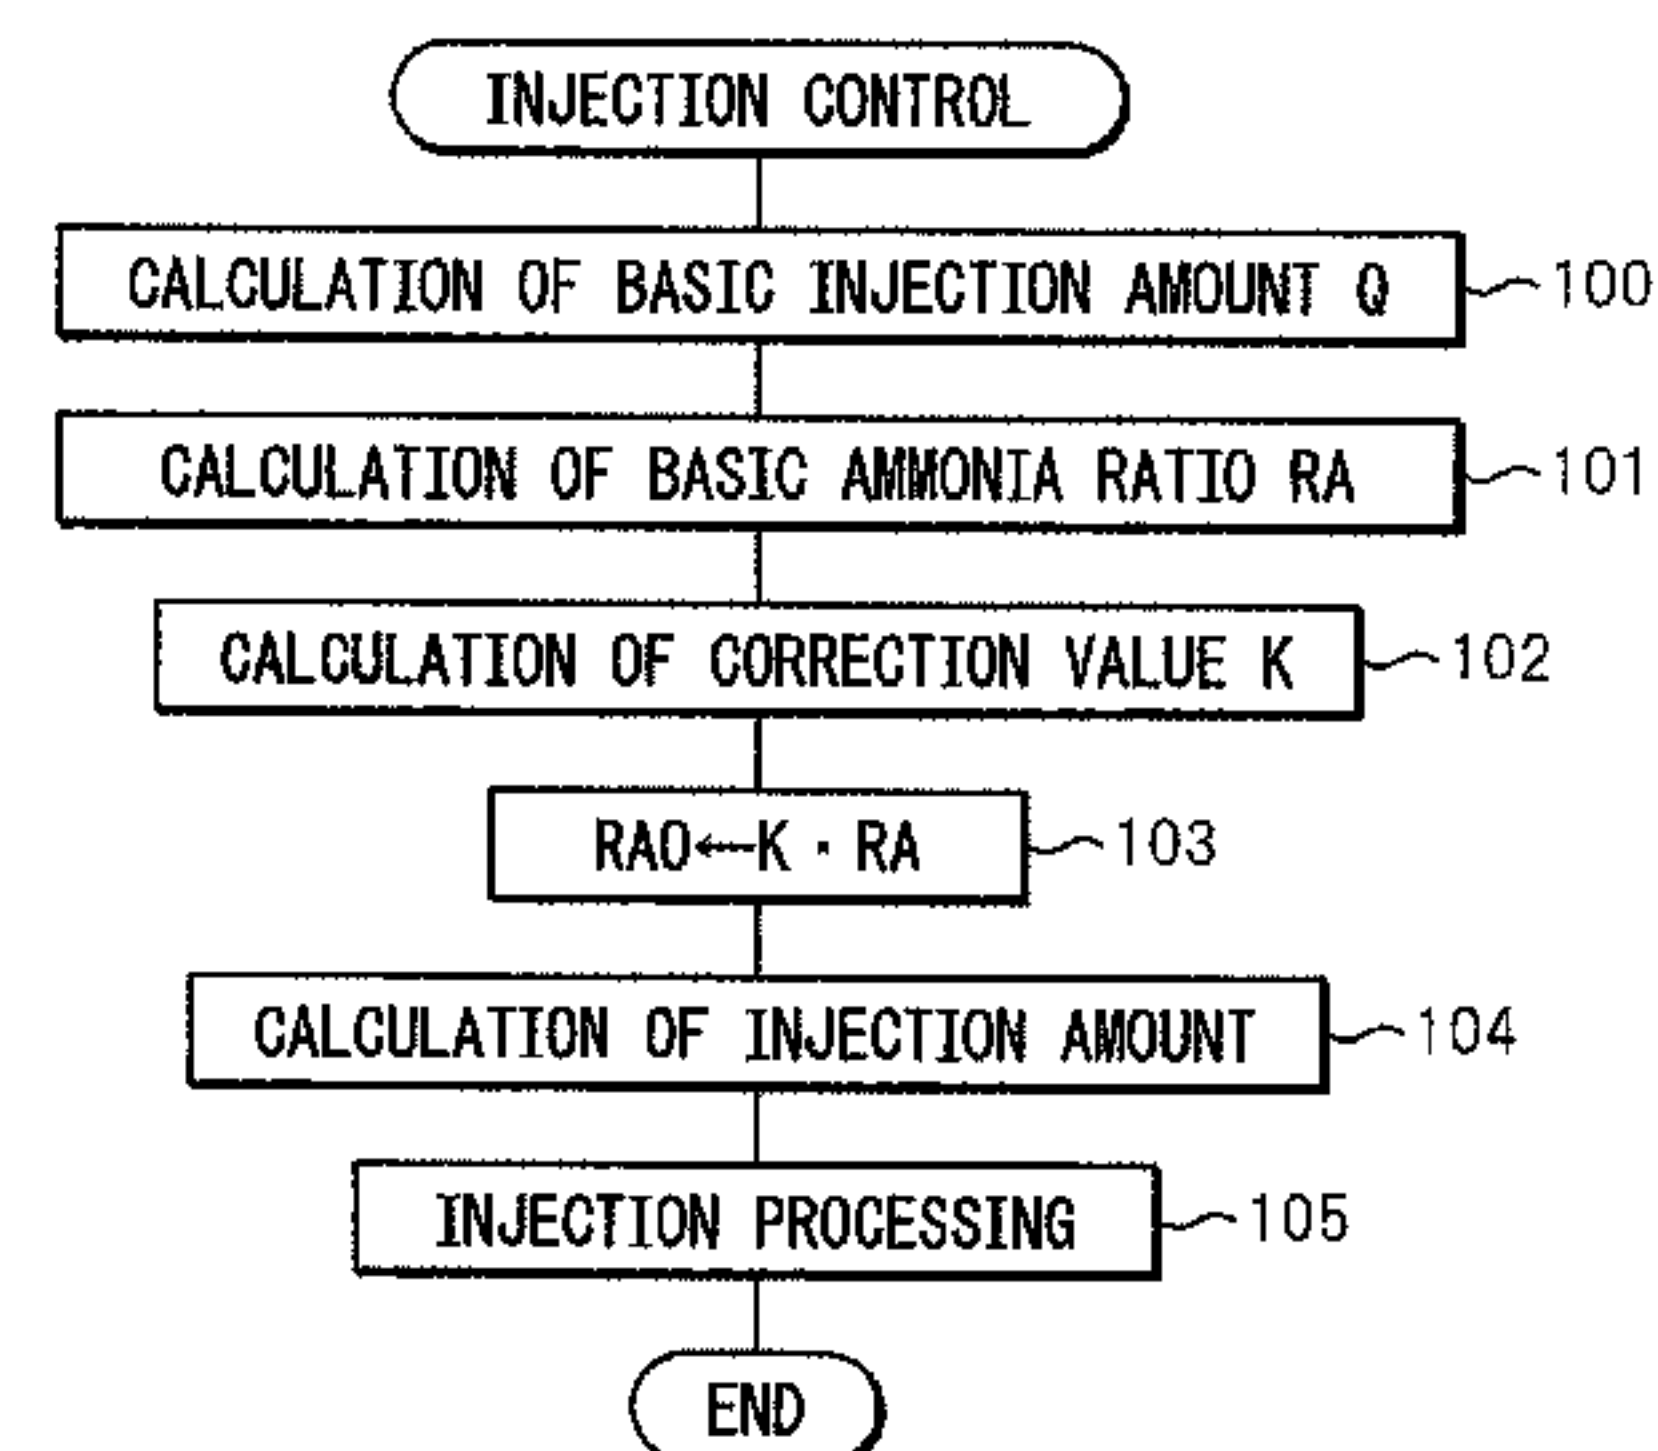 INJECTION CONTROL
CALCULATION OF BASIC INJECTION AMOUNT Q
100
CALCULATION OF BASIC AMMONIA RATIO RA
101
CALCULATION OF CORRECTION VALUE K
102
RAO←K · RA
103
CALCULATION OF INJECTION AMOUNT
104
INJECTION PROCESSING
105
END